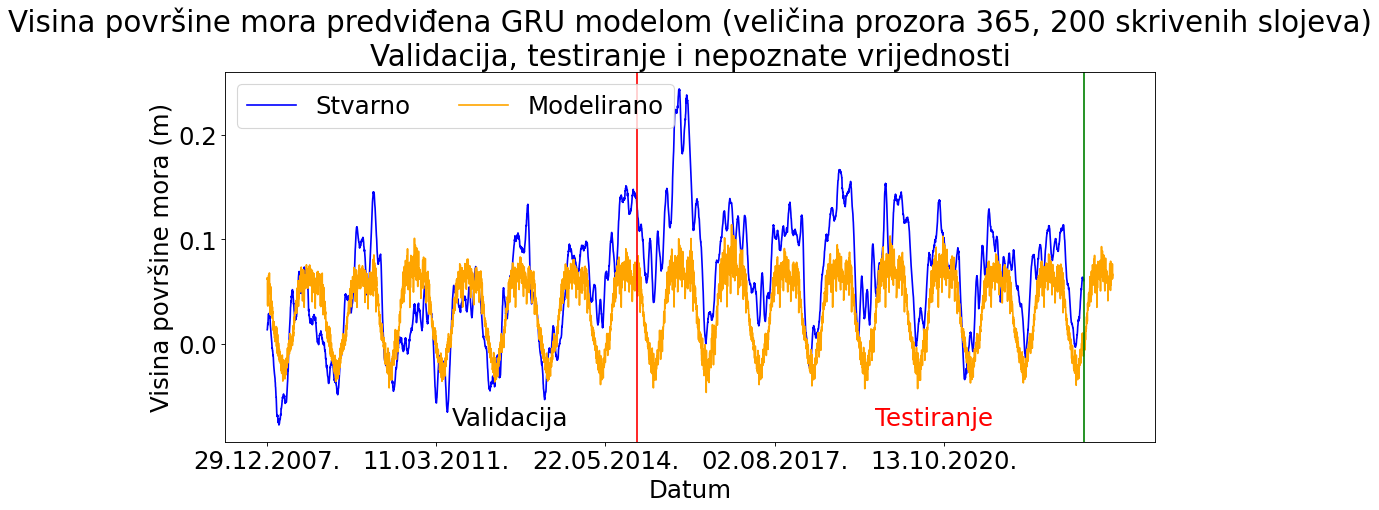 Visina površine mora predviđena GRU modelom (veličina prozora 365, 200 skrivenih slojeva)
Validacija, testiranje i nepoznate vrijednosti
Stvarno
Modelirano
Visina površine mora (m)
0.2
0.1
0.0
Validacija
Testiranje
29.12.2007.
11.03.2011.
22.05.2014.
02.08.2017.
13.10.2020.
Datum